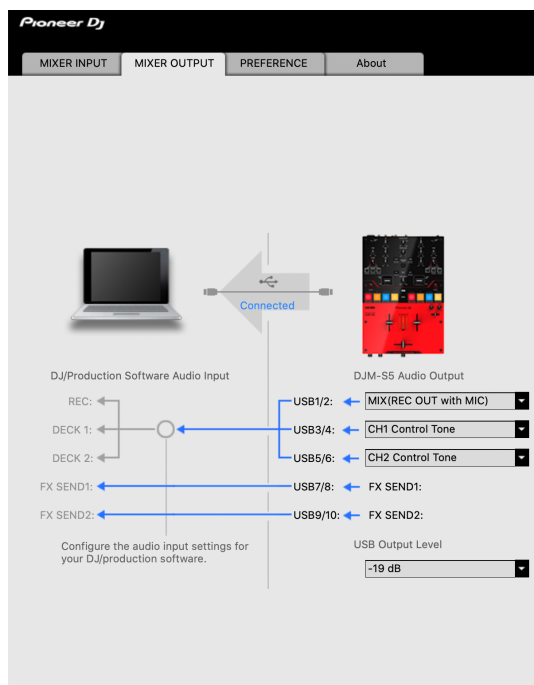 Pioneer Dj
MIXER INPUT
MIXER OUTPUT
PREFERENCE
About
Connected
DJ/Production Software Audio Input
DJM-S5 Audio Output
REC:
USB1/2:
MIX(REC OUT with MIC)
DECK 1:
USB3/4:
CH1 Control Tone
DECK 2:
USB5/6:
CH2 Control Tone
FX SEND1:
USB7/8:
FX SEND1:
FX SEND2:
USB9/10:
FX SEND2:
Configure the audio input settings for
your DJ/production software.
USB Output Level
-19 dB